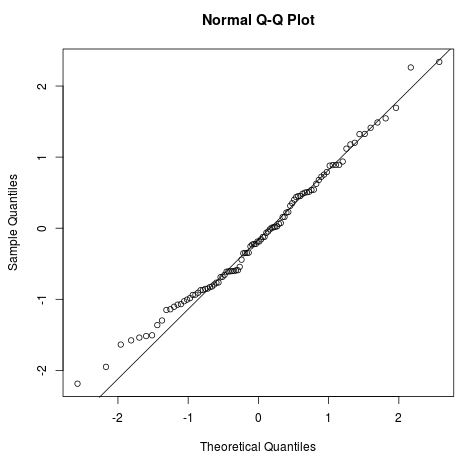 Normal Q-Q Plot
Sample Quantiles
2
1
0
-1
-2
-2 -1 0 1 2
Theoretical Quantiles